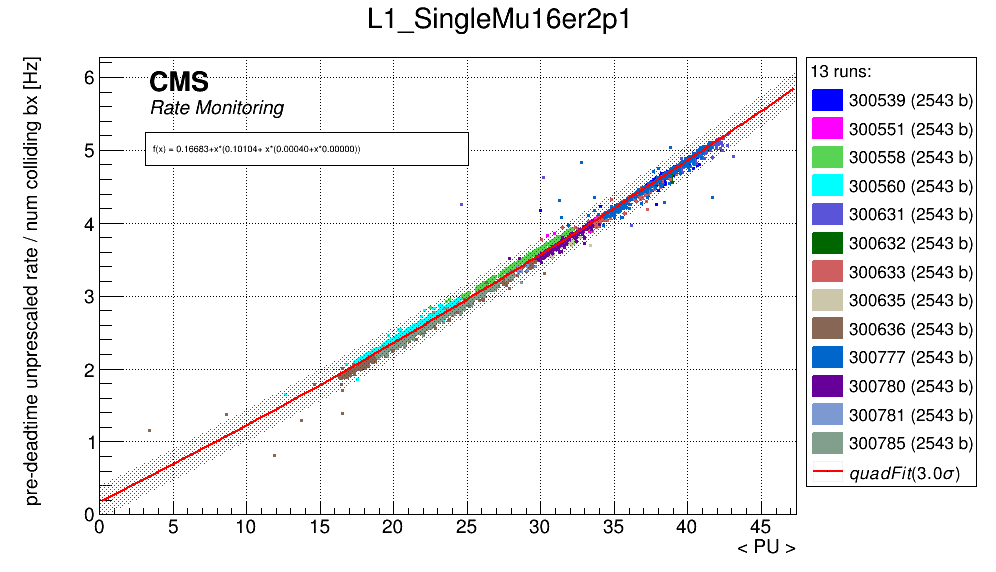 L1_SingleMu16er2p1
pre-deadtime unprescaled rate / num colliding bx [Hz]
CMS
Rate Monitoring
f(x) = 0.16683+x*(0.10104+ x*(0.00040+x*0.00000))
6
5
4
3
2
1
0
0 5 10 15 20 25 30 35 40 45
< PU >
13 runs:
300539 (2543 b)
300551 (2543 b)
300558 (2543 b)
300560 (2543 b)
300631 (2543 b)
300632 (2543 b)
300633 (2543 b)
300635 (2543 b)
300636 (2543 b)
300777 (2543 b)
300780 (2543 b)
300781 (2543 b)
300785 (2543 b)
quadFit(3.0σ)